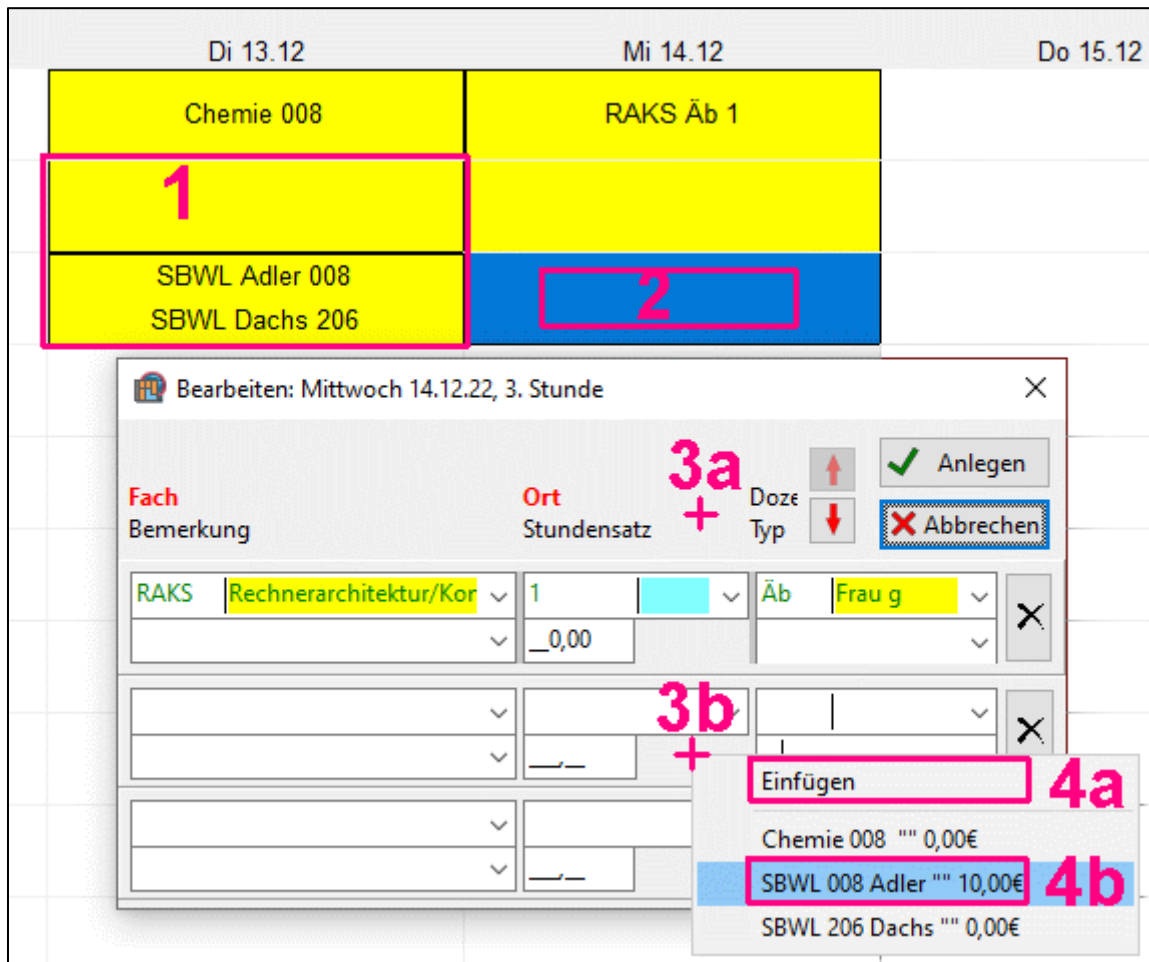 Di 13.12 Mi 14.12 Do 15.12
Chemie 008 RAKS Äb 1
1
SBWL Adler 008
SBWL Dachs 206
2
Bearbeiten: Mittwoch 14.12.22, 3. Stunde
3a
Anlegen
Fach Ort Doze
Bemerkung Stundensatz Typ
Abbrechen
RAKS Rechnerarchitektur/Kor 1 Äb Frau g
__0,00
3b
__,_
Einfügen 4a
Chemie 008 "" 0,00€
SBWL 008 Adler "" 10,00€ 4b
__,_
SBWL 206 Dachs "" 0,00€